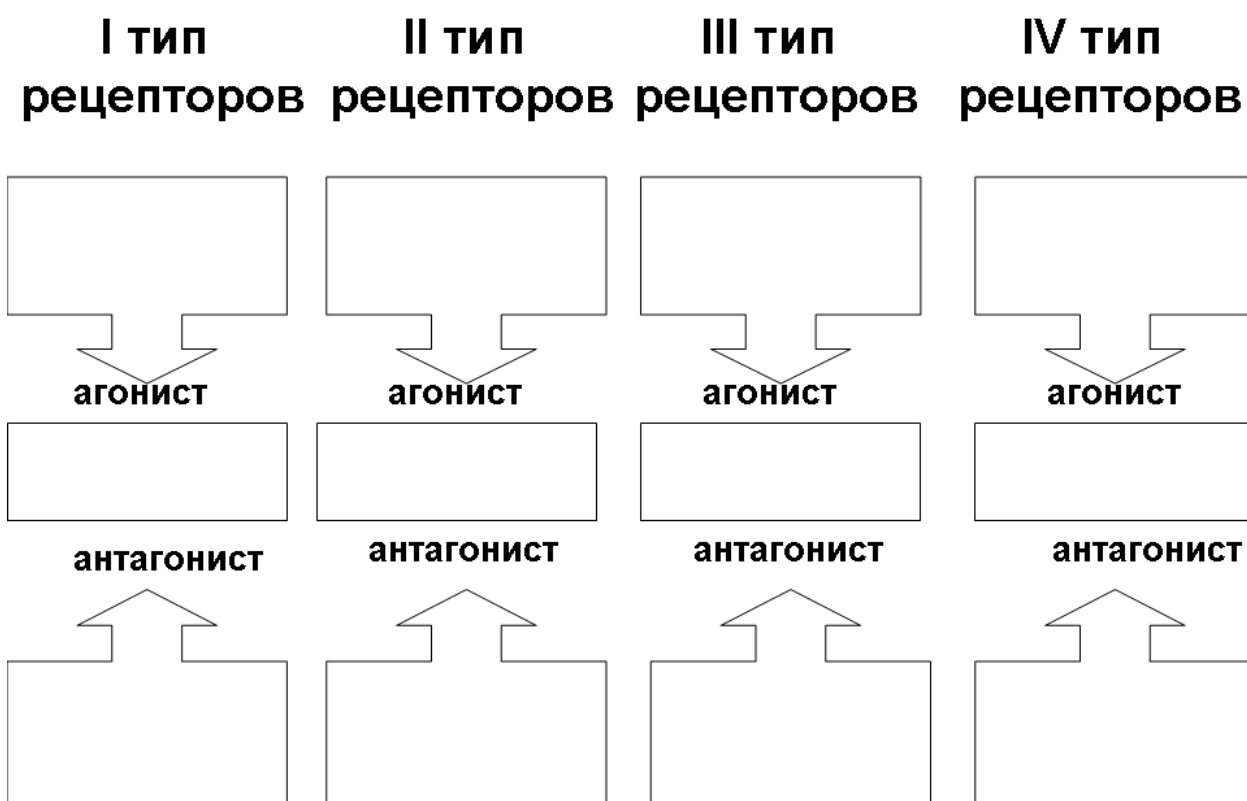 I тип рецепторов
II тип рецепторов
III тип рецепторов
IV тип рецепторов
агонист агонист агонист агонист
антагонист антагонист антагонист антагонист